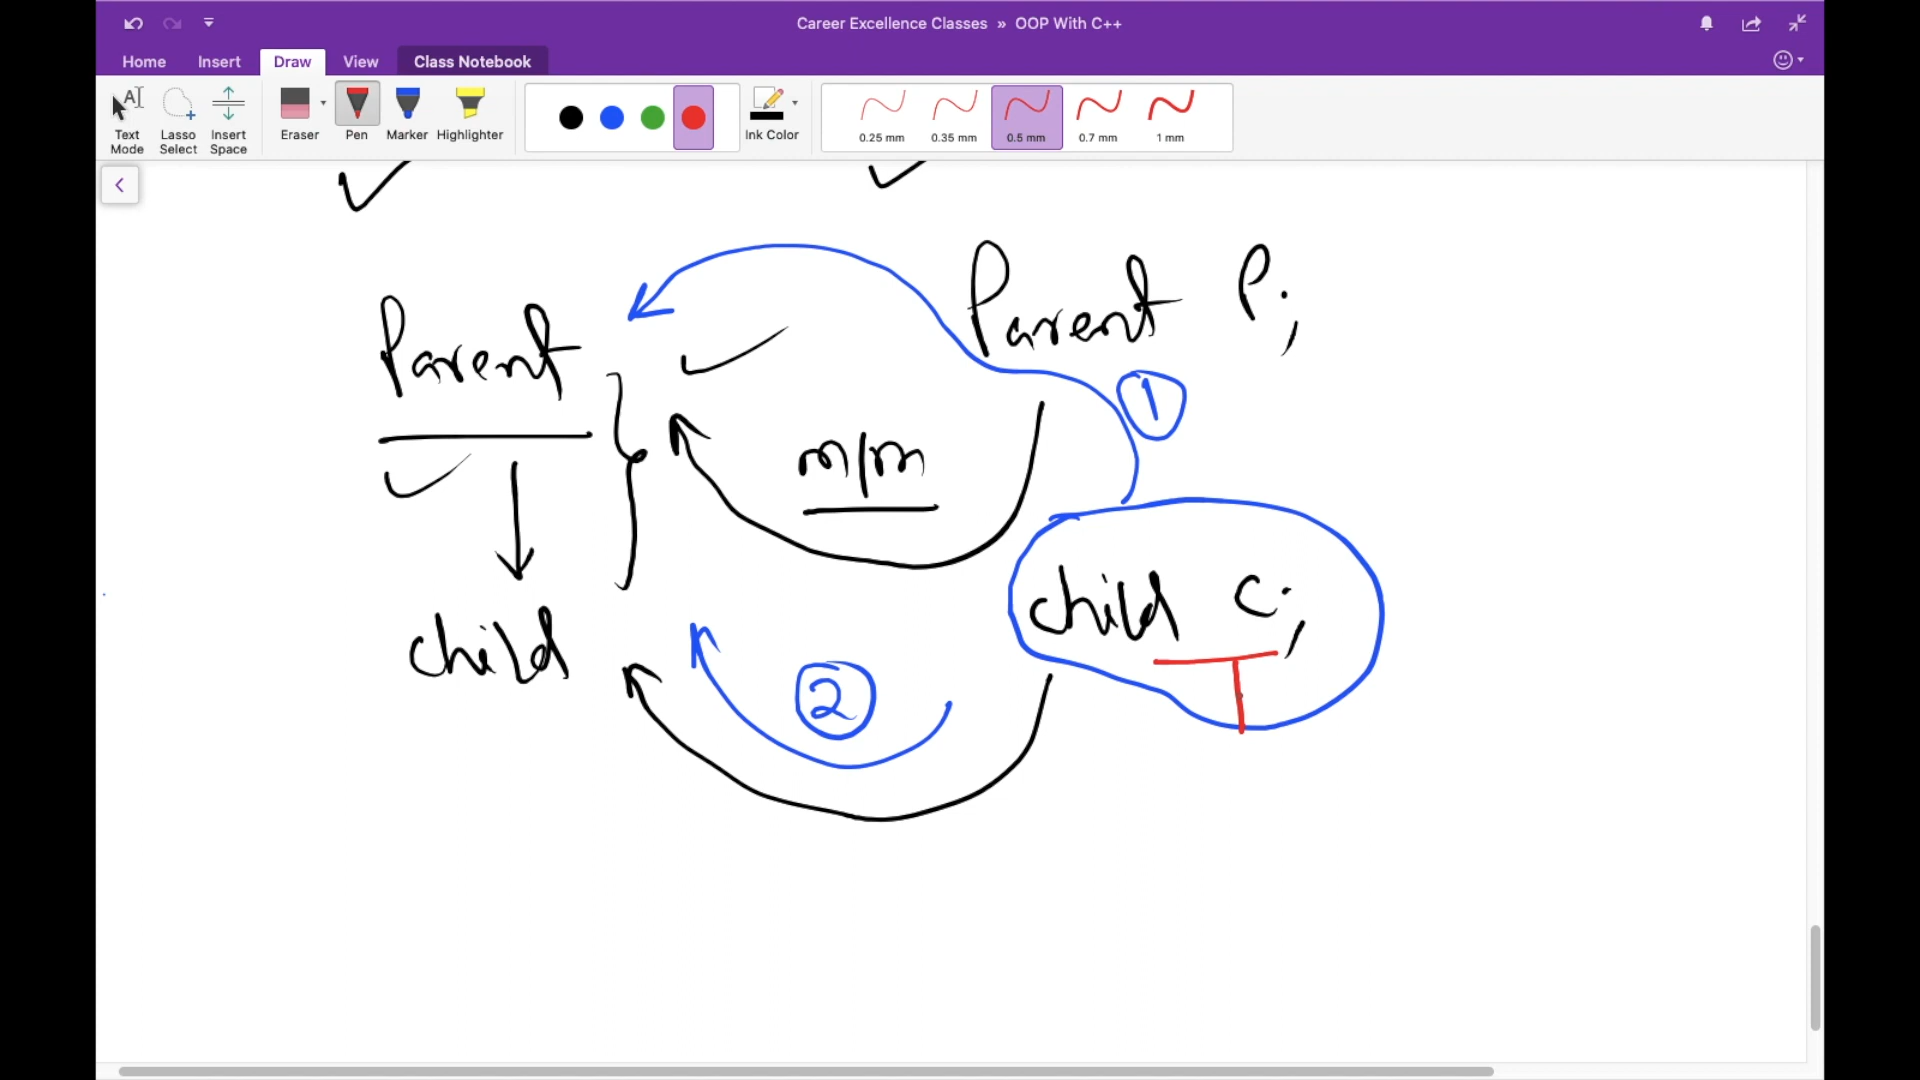 Career Excellence Classes » OOP With C++
Home Insert Draw View Class Notebook
Text Mode
Lasso Select
Insert Space
Eraser
Pen
Marker
Highlighter
Ink Color
0.25 mm
0.35 mm
0.5 mm
0.7 mm
1 mm
Parent P;
Parent
1
m/m
child c;
child
2